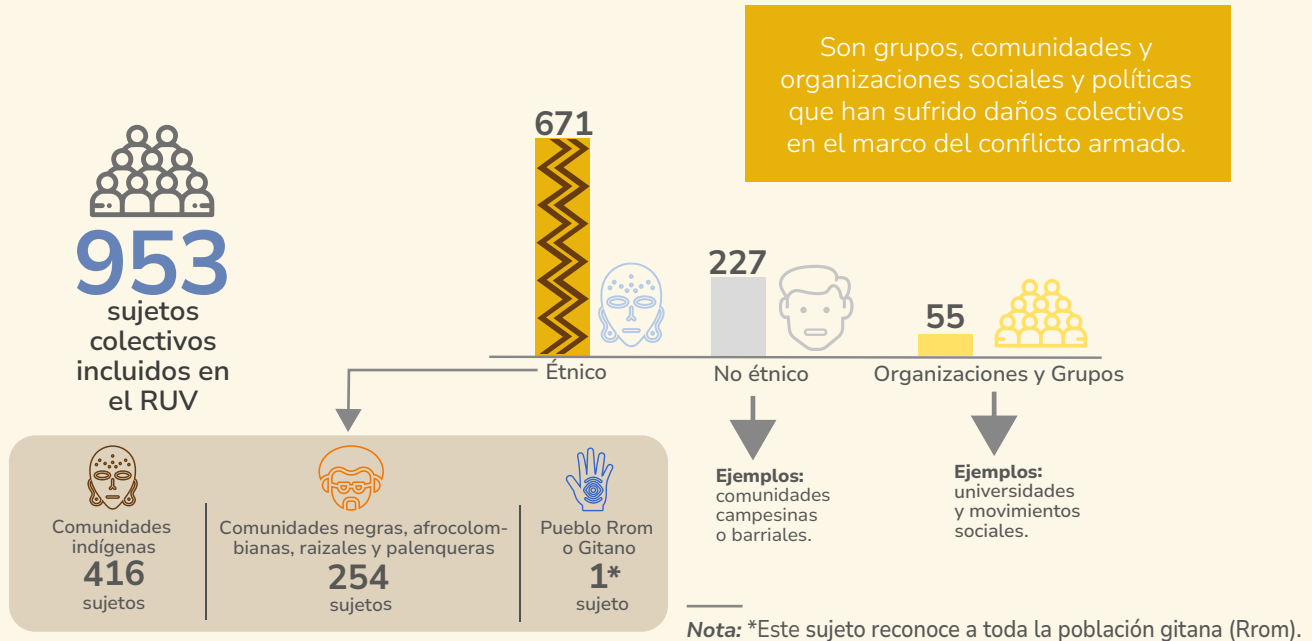 Son grupos, comunidades y
organizaciones sociales y políticas
que han sufrido daños colectivos
en el marco del conflicto armado.
953
sujetos
colectivos
incluidos en
el RUV
671
227
55
Étnico
No étnico
Organizaciones y Grupos
Comunidades
indígenas
416
sujetos
Comunidades negras, afrocolom-
bianas, raizales y palenqueras
254
sujetos
Pueblo Rrom
o Gitano
1*
sujeto
Ejemplos:
comunidades
campesinas
o barriales.
Ejemplos:
universidades
y movimientos
sociales.
Nota: *Este sujeto reconoce a toda la población gitana (Rrom).